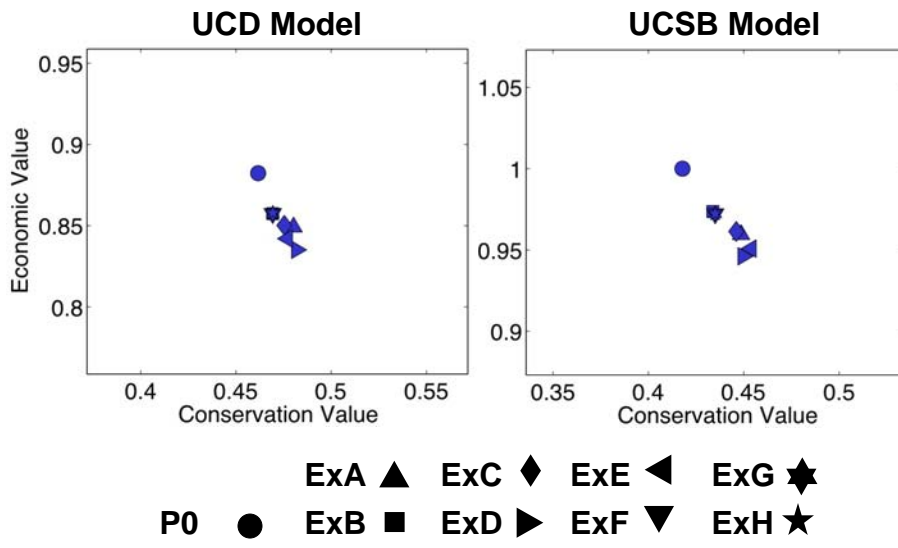 UCD Model
UCSB Model
Economic Value
0.95
0.9
0.85
0.8
0.4 0.45 0.5 0.55
Conservation Value
1.05
1
0.95
0.9
0.35 0.4 0.45 0.5
Conservation Value
ExA ExC ExE ExG
P0 ExB ExD ExF ExH